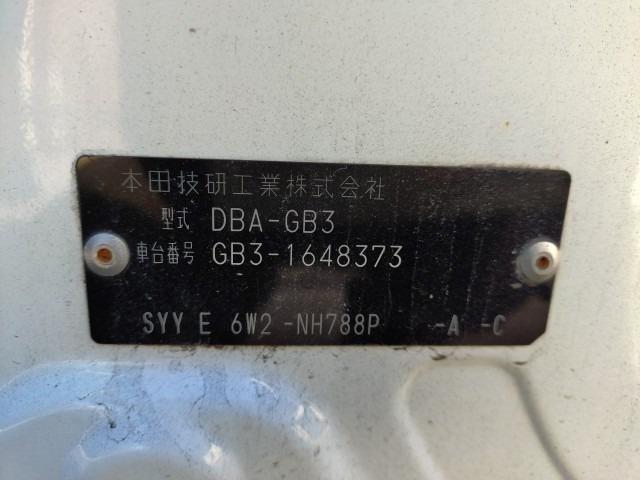 本田技研工業株式会社
型式 DBA-GB3
車台番号 GB3-1648373
SYY E 6W2 -NH788P -A -C